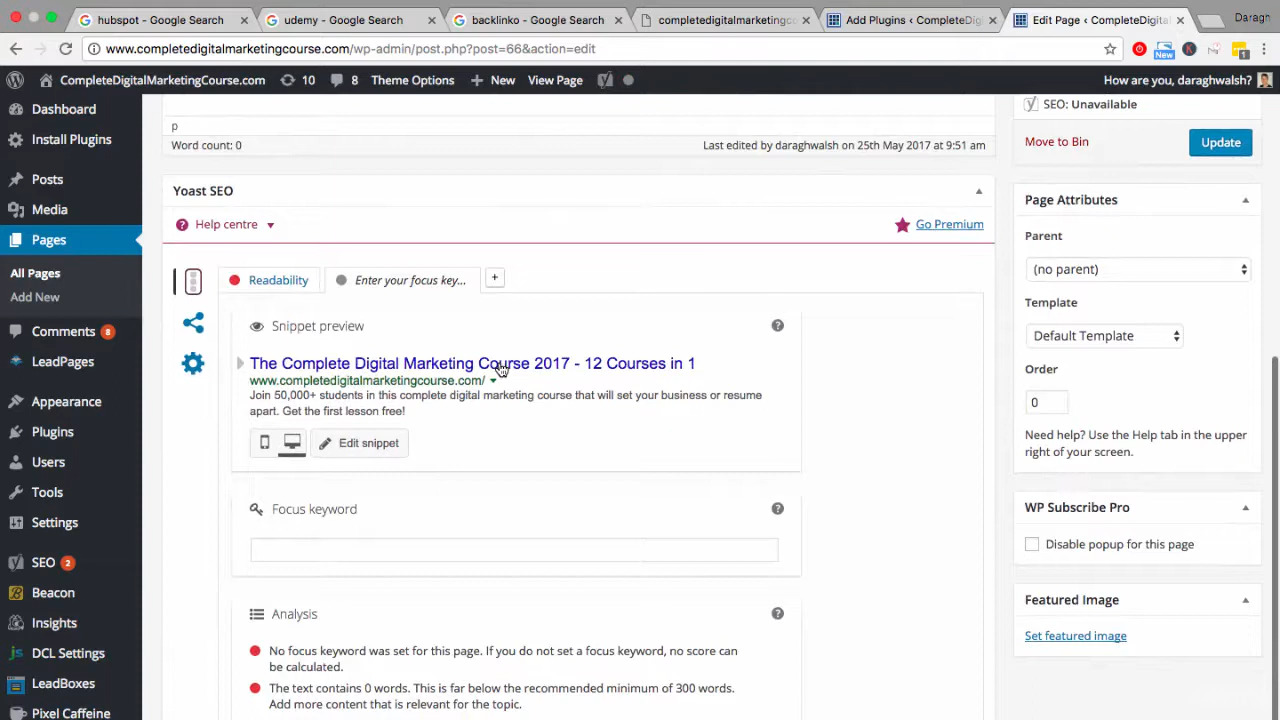 hubspot - Google Search
udemy - Google Search
backlinko - Google Search
completedigitalmarketingco
Add Plugins ‹ CompleteDigi
Edit Page ‹ CompleteDigital
Daragh
www.completedigitalmarketingcourse.com/wp-admin/post.php?post=66&action=edit
New
1
CompleteDigitalMarketingCourse.com
10
8
Theme Options
New
View Page
How are you, daraghwalsh?
Dashboard
Install Plugins
Posts
Media
Pages
All Pages
Add New
Comments 8
LeadPages
Appearance
Plugins
Users
Tools
Settings
SEO 2
Beacon
Insights
DCL Settings
LeadBoxes
Pixel Caffeine
p
Word count: 0
Last edited by daraghwalsh on 25th May 2017 at 9:51 am
Yoast SEO
Help centre
Go Premium
Readability
Enter your focus key...
+
Snippet preview
The Complete Digital Marketing Course 2017 - 12 Courses in 1
www.completedigitalmarketingcourse.com/
Join 50,000+ students in this complete digital marketing course that will set your business or resume
apart. Get the first lesson free!
Edit snippet
Focus keyword
Analysis
No focus keyword was set for this page. If you do not set a focus keyword, no score can
be calculated.
The text contains 0 words. This is far below the recommended minimum of 300 words.
Add more content that is relevant for the topic.
SEO: Unavailable
Move to Bin
Update
Page Attributes
Parent
(no parent)
Template
Default Template
Order
0
Need help? Use the Help tab in the upper
right of your screen.
WP Subscribe Pro
Disable popup for this page
Featured Image
Set featured image